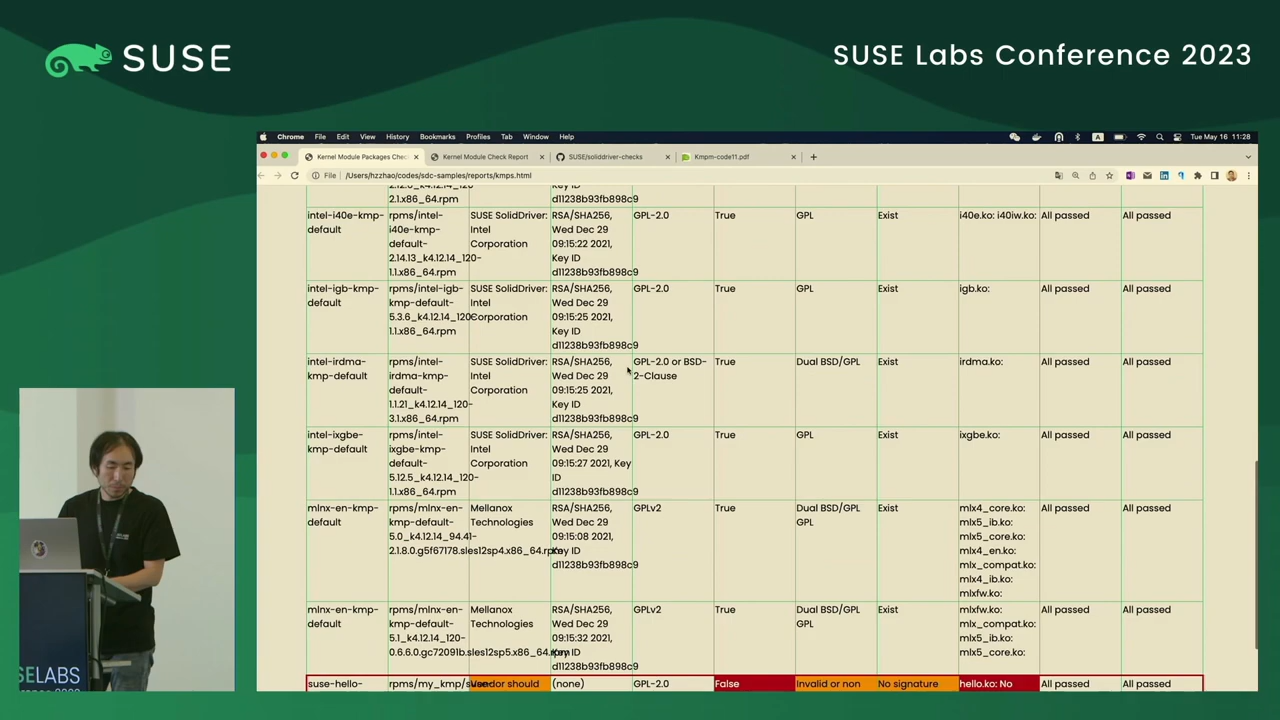 SUSE
SUSE Labs Conference 2023
Chrome File Edit View History Bookmarks Profiles Tab Window Help
A
Tue May 16 11:28
Kernel Module Packages Chec
Kernel Module Check Report
SUSE/soliddriver-checks
Kmpm-code11.pdf
File /Users/hzzhao/codes/sdc-samples/reports/kmps.html
2.1.x86_64.rpm
d11238b93fb898c9
intel-i40e-kmp-
default
rpms/intel-
i40e-kmp-
default-
2.14.13_k4.12.14_120-
1.1.x86_64.rpm
SUSE SolidDriver:
Intel
Corporation
RSA/SHA256,
Wed Dec 29
09:15:22 2021,
Key ID
d11238b93fb898c9
GPL-2.0
True
GPL
Exist
i40e.ko: i40iw.ko:
All passed
All passed
intel-igb-kmp-
default
rpms/intel-igb-
kmp-default-
5.3.6_k4.12.14_120-
1.1.x86_64.rpm
SUSE SolidDriver:
Intel
Corporation
RSA/SHA256,
Wed Dec 29
09:15:25 2021,
Key ID
d11238b93fb898c9
GPL-2.0
True
GPL
Exist
igb.ko:
All passed
All passed
intel-irdma-
kmp-default
rpms/intel-
irdma-kmp-
default-
1.1.21_k4.12.14_120-
3.1.x86_64.rpm
SUSE SolidDriver:
Intel
Corporation
RSA/SHA256,
Wed Dec 29
09:15:25 2021,
Key ID
d11238b93fb898c9
GPL-2.0 or BSD-
2-Clause
True
Dual BSD/GPL
Exist
irdma.ko:
All passed
All passed
intel-ixgbe-
kmp-default
rpms/intel-
ixgbe-kmp-
default-
5.12.5_k4.12.14_120-
1.1.x86_64.rpm
SUSE SolidDriver:
Intel
Corporation
RSA/SHA256,
Wed Dec 29
09:15:27 2021, Key
ID
d11238b93fb898c9
GPL-2.0
True
GPL
Exist
ixgbe.ko:
All passed
All passed
mlnx-en-kmp-
default
rpms/mlnx-en-
kmp-default-
5.0_k4.12.14_94.41-
2.1.8.0.g5f67178.sles12sp4.x86_64.rpm
Mellanox
Technologies
RSA/SHA256,
Wed Dec 29
09:15:08 2021,
Key ID
d11238b93fb898c9
GPLv2
True
Dual BSD/GPL
GPL
Exist
mlx4_core.ko:
mlx5_ib.ko:
mlx5_core.ko:
mlx4_en.ko:
mlx_compat.ko:
mlx4_ib.ko:
mlxfw.ko:
All passed
All passed
mlnx-en-kmp-
default
rpms/mlnx-en-
kmp-default-
5.1_k4.12.14_120-
0.6.6.0.gc72091b.sles12sp5.x86_64.rpm
Mellanox
Technologies
RSA/SHA256,
Wed Dec 29
09:15:32 2021,
Key ID
d11238b93fb898c9
GPLv2
True
Dual BSD/GPL
GPL
Exist
mlxfw.ko:
mlx_compat.ko:
mlx5_ib.ko:
mlx5_core.ko:
All passed
All passed
suse-hello-
rpms/my_kmp/suse-
Vendor should
(none)
GPL-2.0
False
Invalid or non
No signature
hello.ko: No
All passed
All passed
SELABS